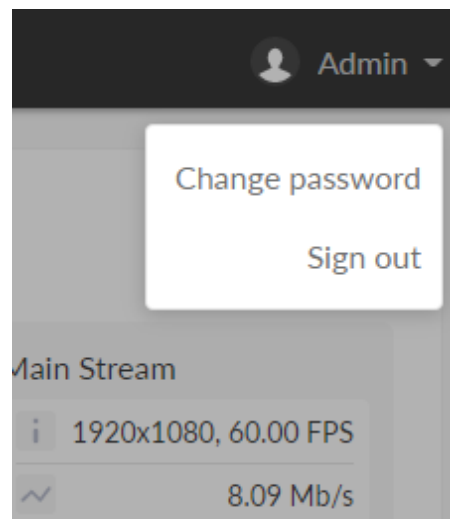 Admin
Change password
Sign out
Main Stream
1920x1080, 60.00 FPS
8.09 Mb/s